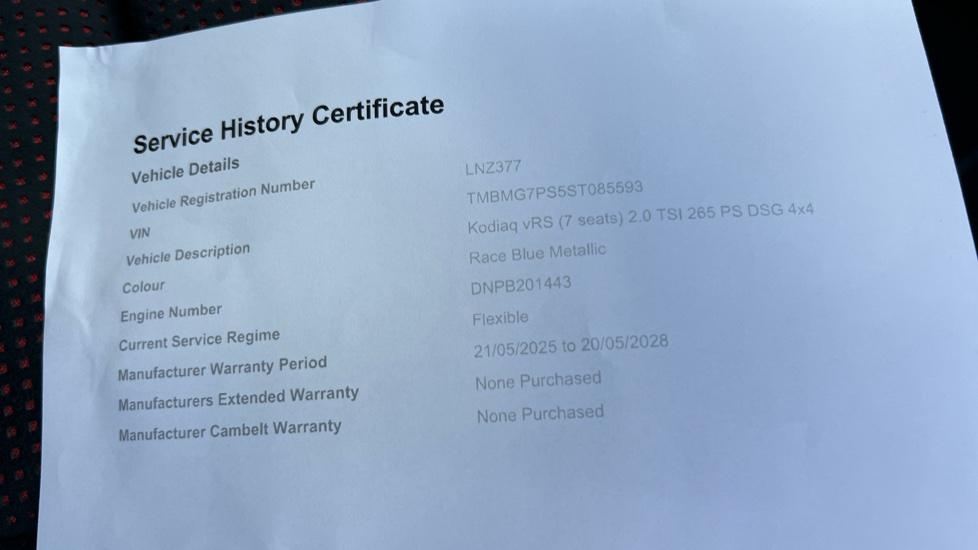 Service History Certificate
Vehicle Details
Vehicle Registration Number LNZ377
VIN TMBMG7PS5ST085593
Vehicle Description Kodiaq vRS (7 seats) 2.0 TSI 265 PS DSG 4x4
Colour Race Blue Metallic
Engine Number DNPB201443
Current Service Regime Flexible
Manufacturer Warranty Period 21/05/2025 to 20/05/2028
Manufacturers Extended Warranty None Purchased
Manufacturer Cambelt Warranty None Purchased